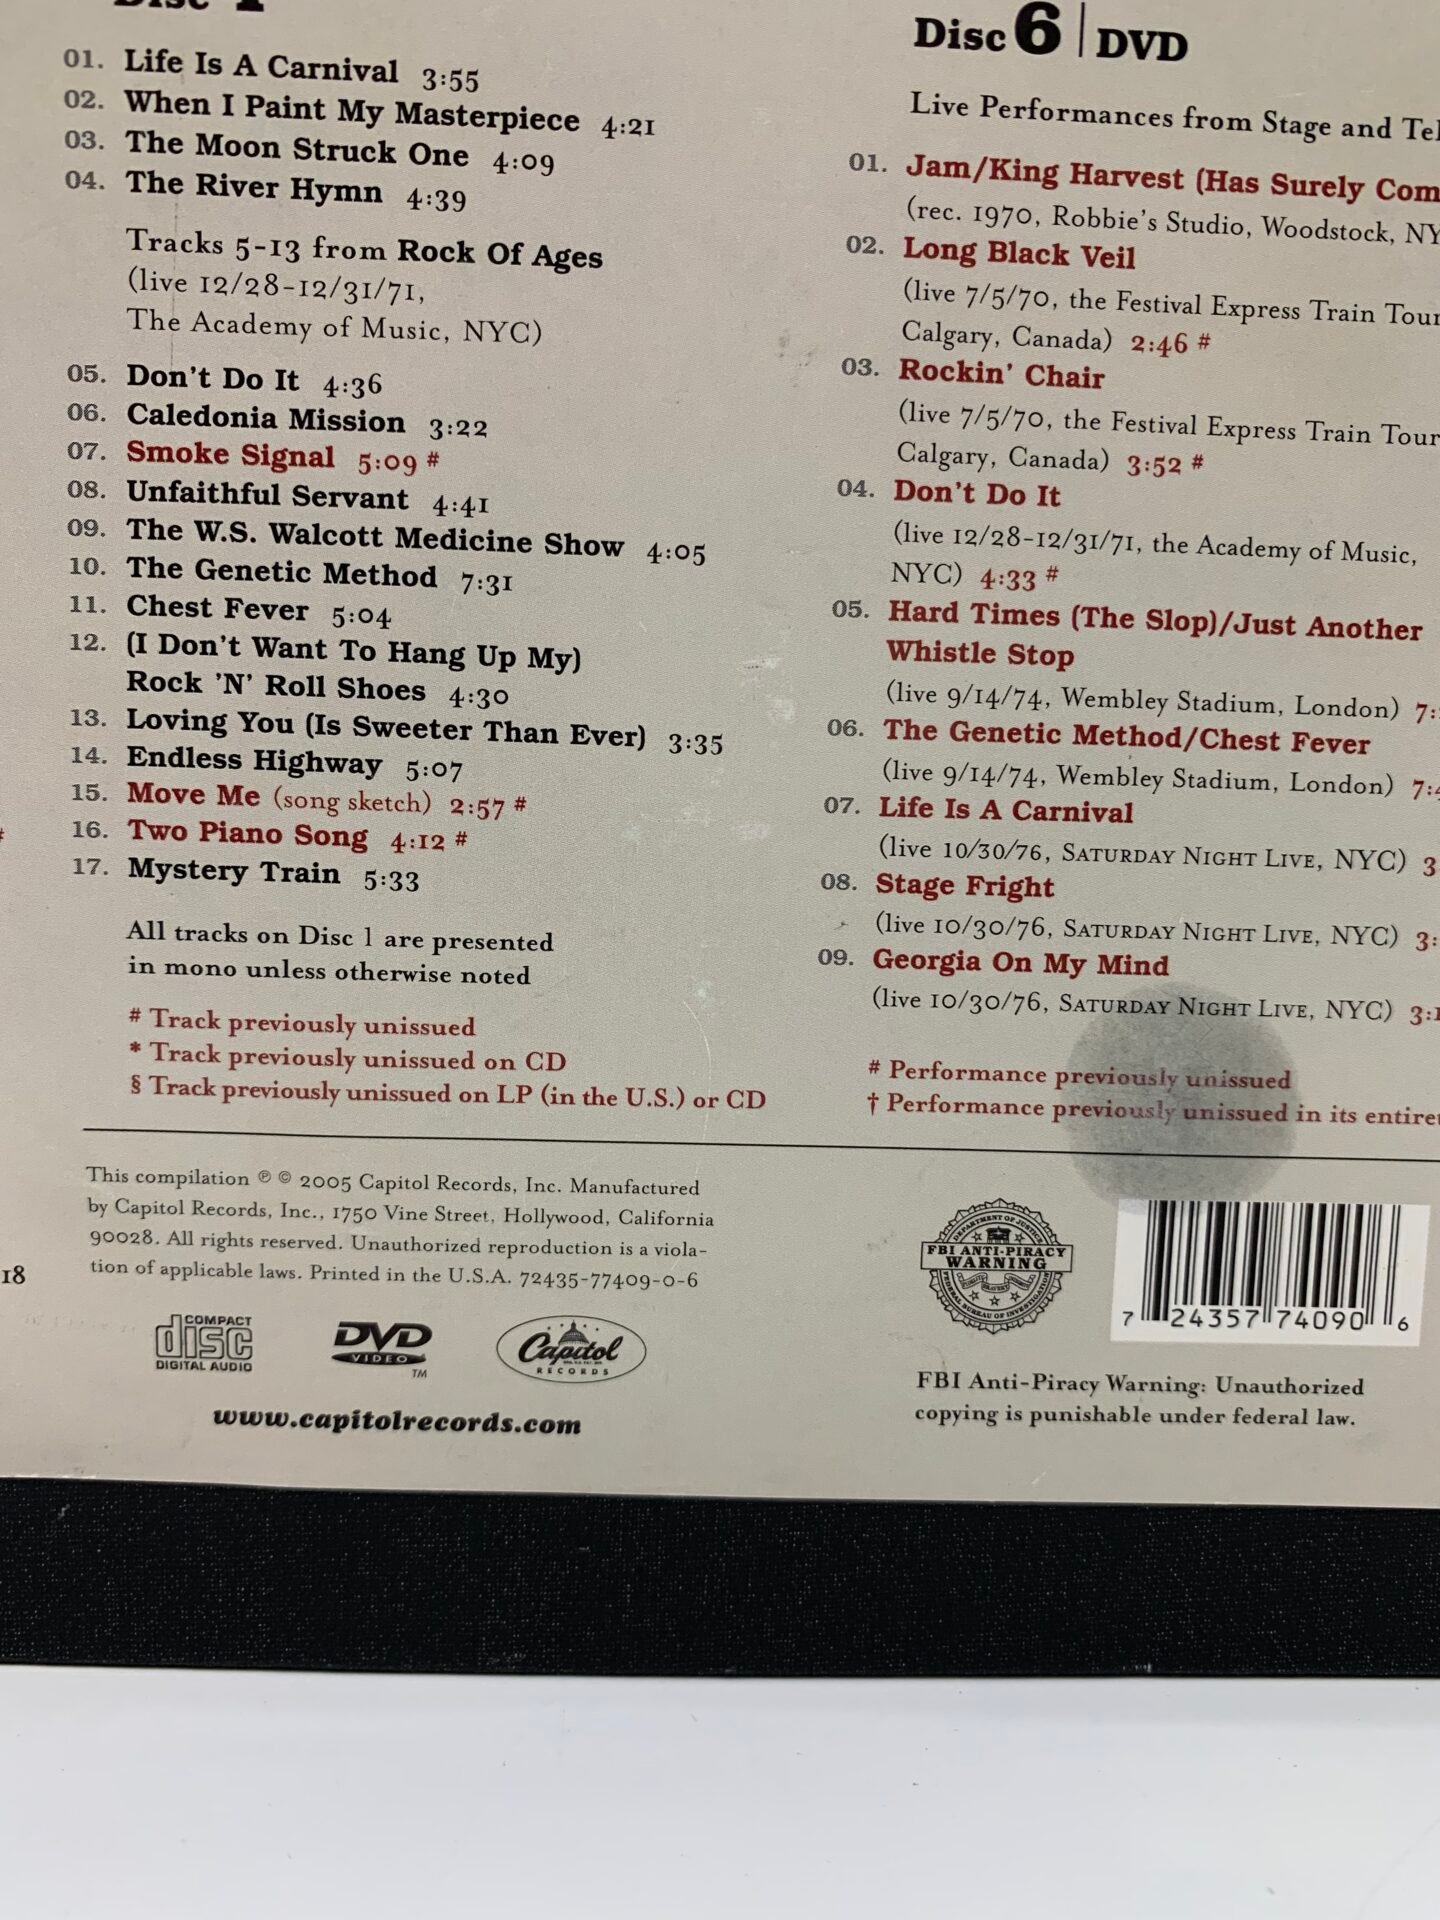 01. Life Is A Carnival 3:55
02. When I Paint My Masterpiece 4:21
03. The Moon Struck One 4:09
04. The River Hymn 4:39
Tracks 5-13 from Rock Of Ages
(live 12/28-12/31/71,
The Academy of Music, NYC)
05. Don't Do It 4:36
06. Caledonia Mission 3:22
07. Smoke Signal 5:09 #
08. Unfaithful Servant 4:41
09. The W.S. Walcott Medicine Show 4:05
10. The Genetic Method 7:31
11. Chest Fever 5:04
12. (I Don't Want To Hang Up My)
Rock 'N' Roll Shoes 4:30
13. Loving You (Is Sweeter Than Ever) 3:35
14. Endless Highway 5:07
15. Move Me (song sketch) 2:57 #
16. Two Piano Song 4:12 #
17. Mystery Train 5:33
All tracks on Disc 1 are presented
in mono unless otherwise noted
# Track previously unissued
* Track previously unissued on CD
§ Track previously unissued on LP (in the U.S.) or CD
Disc 6 | DVD
Live Performances from Stage and
01. Jam/King Harvest (Has Surely
(rec. 1970, Robbie's Studio, Woodstock, NY
02. Long Black Veil
(live 7/5/70, the Festival Express Train Tour
Calgary, Canada) 2:46 #
03. Rockin' Chair
(live 7/5/70, the Festival Express Train Tour
Calgary, Canada) 3:52 #
04. Don't Do It
(live 12/28-12/31/71, the Academy of Music,
NYC) 4:33 #
05. Hard Times (The Slop)/Just Another
Whistle Stop
(live 9/14/74, Wembley Stadium, London)
06. The Genetic Method/Chest Fever
(live 9/14/74, Wembley Stadium, London)
07. Life Is A Carnival
(live 10/30/76, SATURDAY NIGHT LIVE, NYC)
08. Stage Fright
(live 10/30/76, SATURDAY NIGHT LIVE, NYC)
09. Georgia On My Mind
(live 10/30/76, SATURDAY NIGHT LIVE, NYC)
# Performance previously unissued
† Performance previously unissued in its
This compilation ℗ © 2005 Capitol Records, Inc. Manufactured
by Capitol Records, Inc., 1750 Vine Street, Hollywood, California
90028. All rights reserved. Unauthorized reproduction is a viola-
tion of applicable laws. Printed in the U.S.A. 72435-77409-0-6
18
COMPACT
disc
DIGITAL AUDIO
DVD
VIDEO
TM
Capitol
RECORDS
www.capitolrecords.com
DEPARTMENT OF JUSTICE
FBI ANTI-PIRACY
WARNING
FEDERAL BUREAU OF INVESTIGATION
7 24357 74090 6
FBI Anti-Piracy Warning: Unauthorized
copying is punishable under federal law.